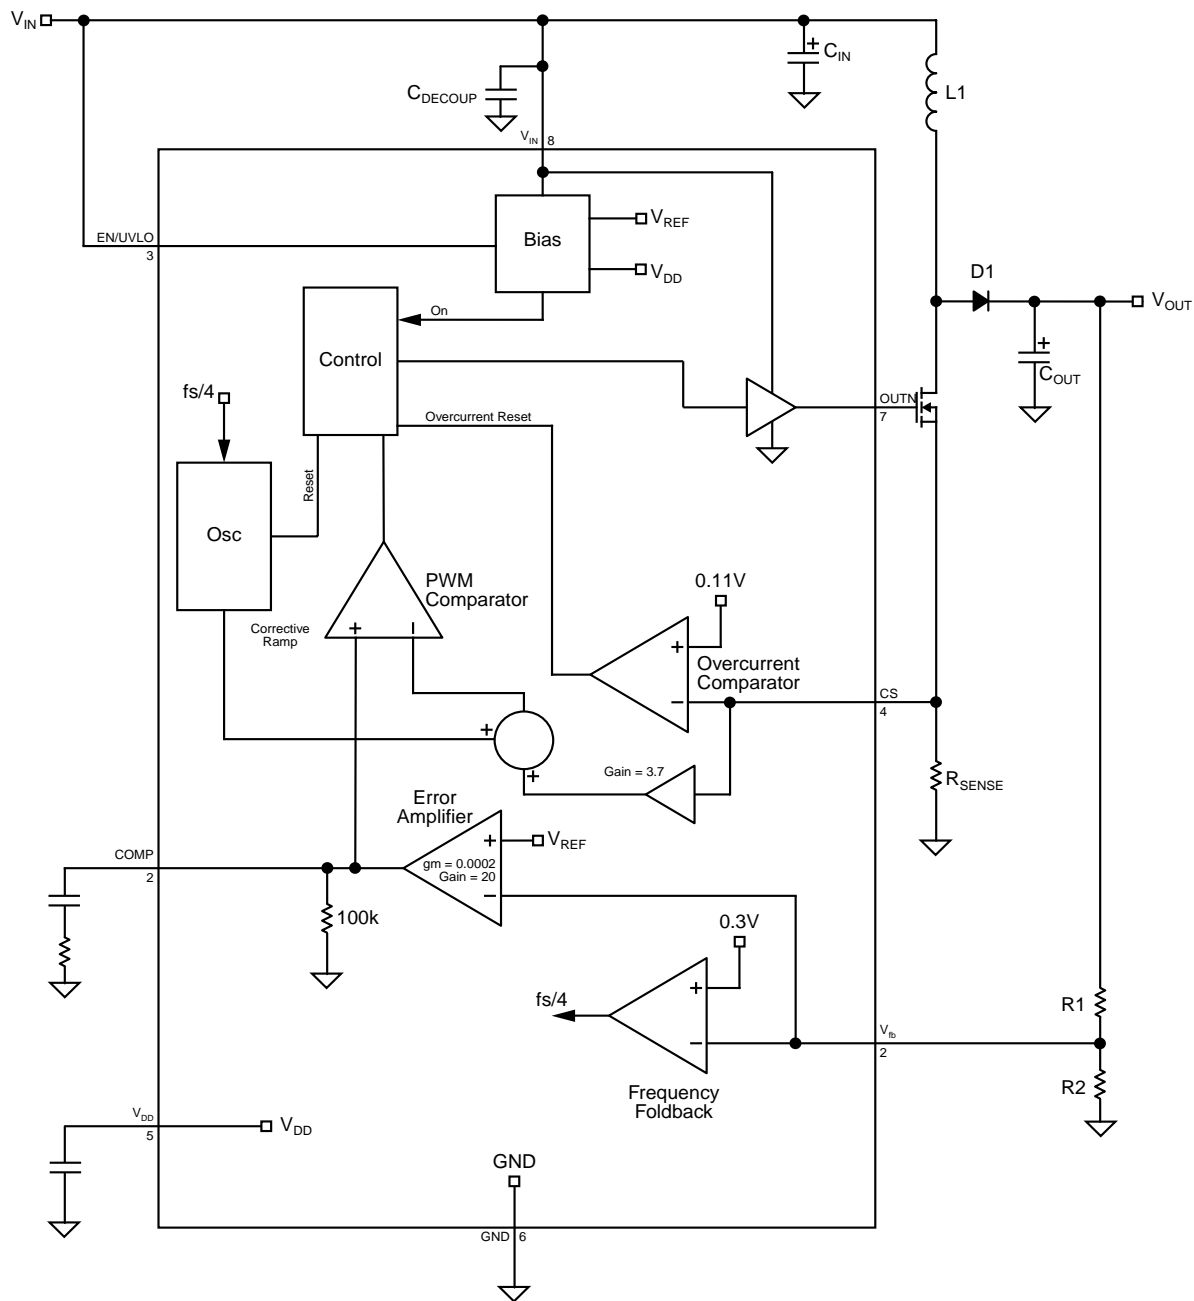 VIN
+
CIN
L1
CDECOUP
VIN
8
EN/UVLO
3
Bias
VREF
VDD
On
D1
VOUT
+
COUT
Control
fs/4
Overcurrent Reset
OUTN
7
Reset
Osc
PWM
Comparator
Corrective
Ramp
+
−
0.11V
+
−
Overcurrent
Comparator
CS
4
+
+
Gain = 3.7
RSENSE
Error
Amplifier
+
VREF
gm = 0.0002
Gain = 20
−
COMP
2
100k
0.3V
fs/4
+
−
Frequency
Foldback
R1
Vfb
2
R2
VDD
5
VDD
GND
GND
6